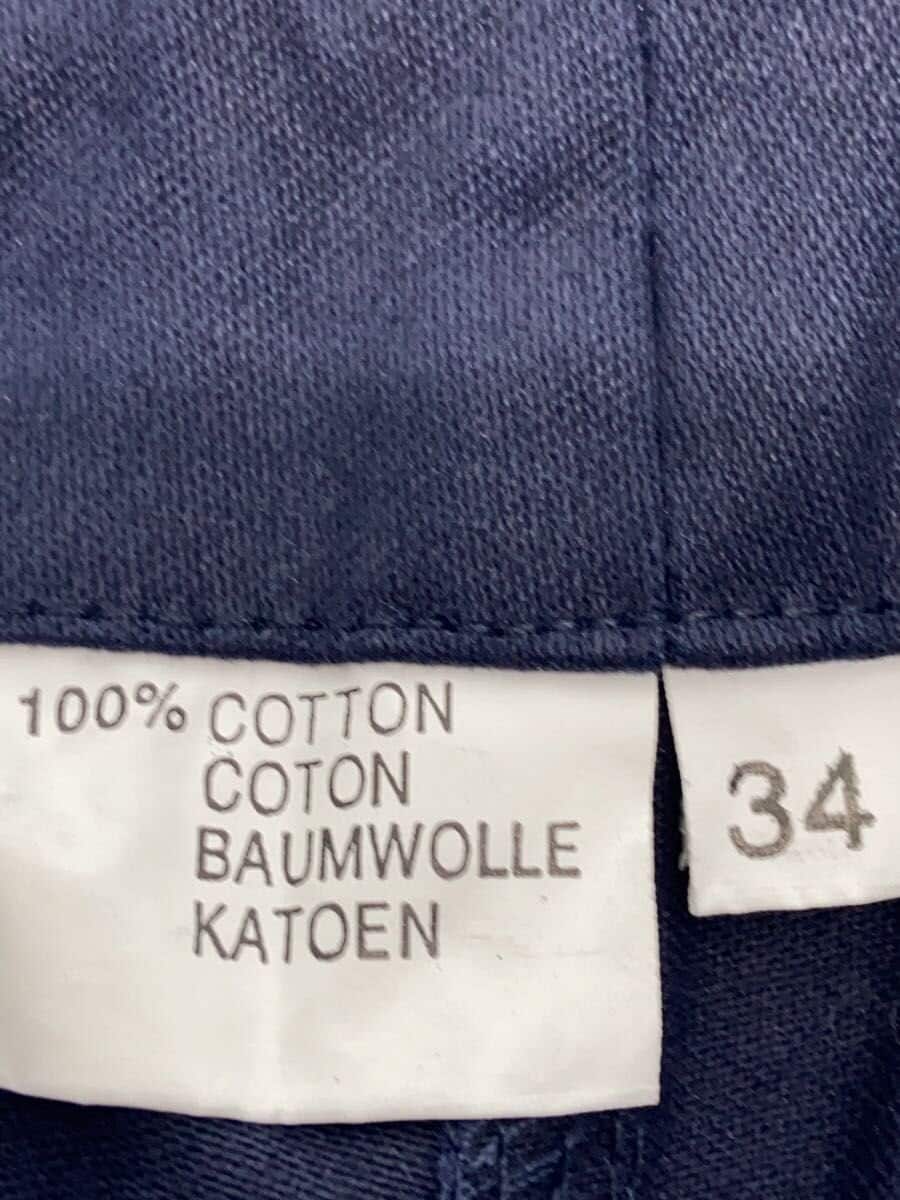 100% COTTON
COTON
BAUMWOLLE
KATOEN
34